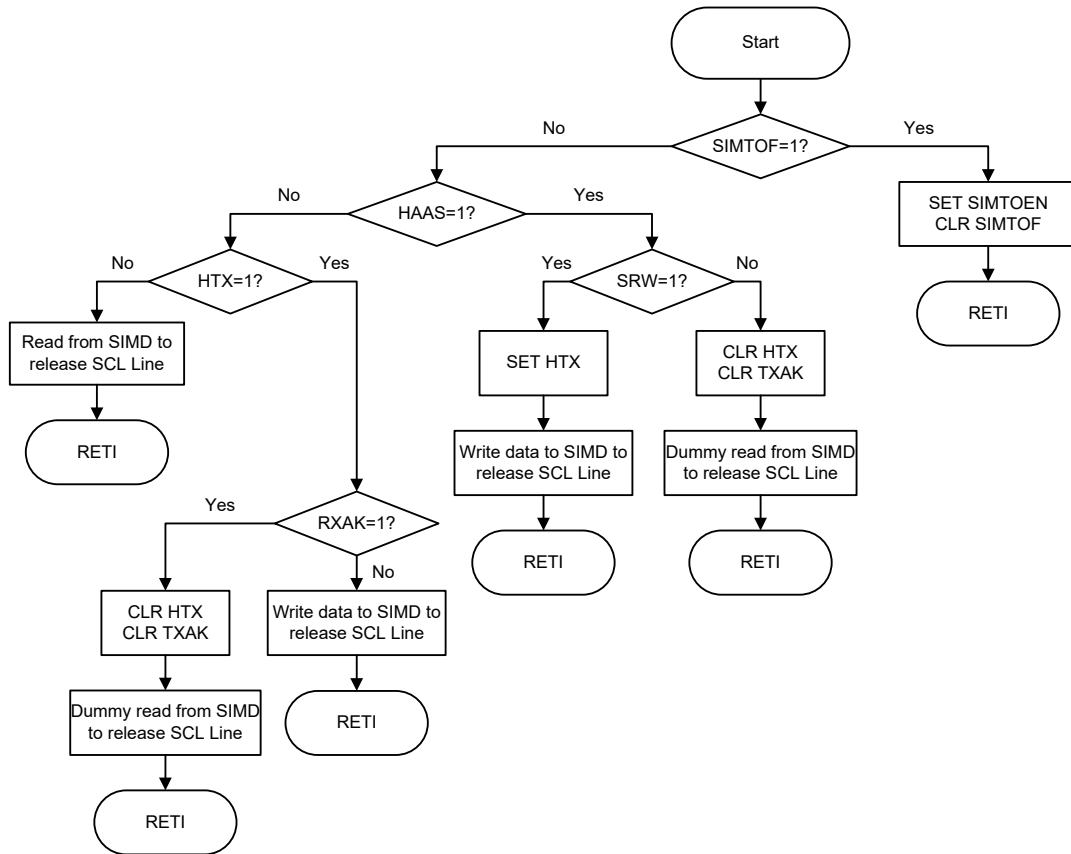 Start
No
SIMTOF=1?
Yes
No
HAAS=1?
Yes
SET SIMTOEN
CLR SIMTOF
No
HTX=1?
Yes
Yes
SRW=1?
No
RETI
Read from SIMD to
release SCL Line
SET HTX
CLR HTX
CLR TXAK
RETI
Write data to SIMD to
release SCL Line
Dummy read from SIMD
to release SCL Line
Yes
RXAK=1?
No
RETI
RETI
CLR HTX
CLR TXAK
Write data to SIMD to
release SCL Line
Dummy read from SIMD
to release SCL Line
RETI
RETI